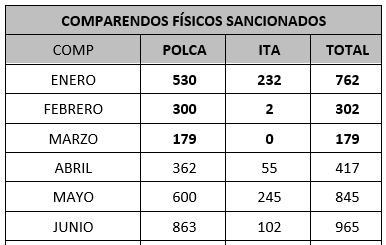 COMPARENDOS FÍSICOS SANCIONADOS
COMP POLCA ITA TOTAL
ENERO 530 232 762
FEBRERO 300 2 302
MARZO 179 0 179
ABRIL 362 55 417
MAYO 600 245 845
JUNIO 863 102 965